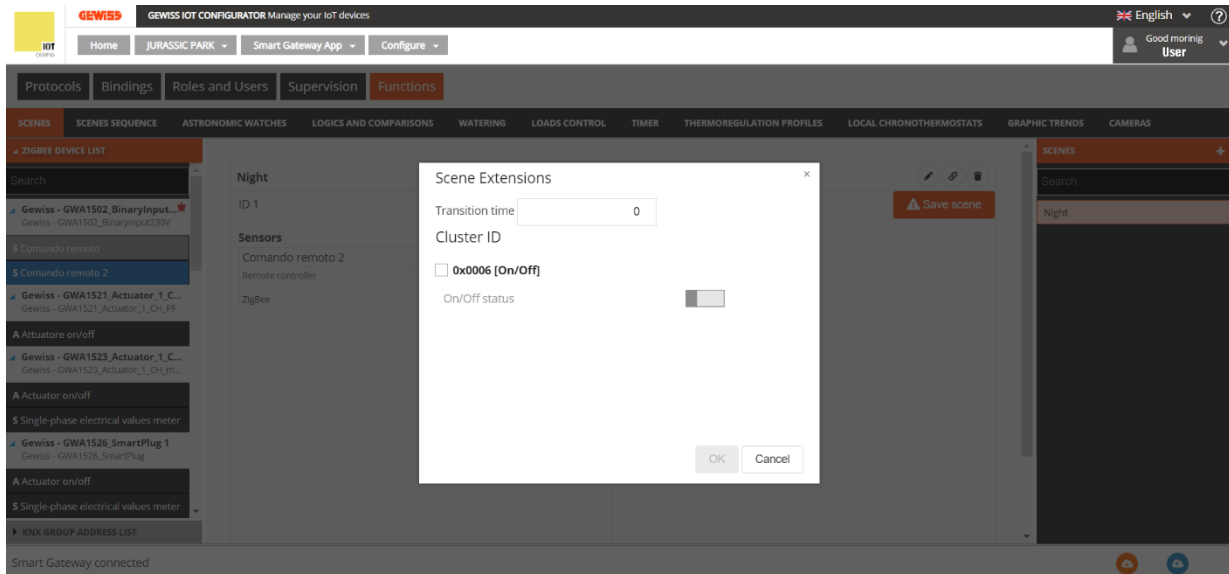 GEWISS GEWISS IOT CONFIGURATOR Manage your IoT devices English ?
IOT
Home JURASSIC PARK Smart Gateway App Configure Good morinig
User
Protocols Bindings Roles and Users Supervision Functions
SCENES SCENES SEQUENCE ASTRONOMIC WATCHES LOGICS AND COMPARISONS WATERING LOADS CONTROL TIMER THERMOREGULATION PROFILES LOCAL CHRONOTHERMOSTATS GRAPHIC TRENDS CAMERAS
ZIGBEE DEVICE LIST
Search
Gewiss - GWA1502_BinaryInput...
Gewiss - GWA1502_BinaryInput230V
S Comando remoto
S Comando remoto 2
Gewiss - GWA1521_Actuator_1_C...
Gewiss - GWA1521_Actuator_1_CH_PF
A Attuatore on/off
Gewiss - GWA1523_Actuator_1_C...
Gewiss - GWA1523_Actuator_1_CH_m...
A Actuator on/off
S Single-phase electrical values meter
Gewiss - GWA1526_SmartPlug 1
Gewiss - GWA1526_SmartPlug
A Actuator on/off
S Single-phase electrical values meter
KNX GROUP ADDRESS LIST
Night
ID 1
Save scene
Sensors
Comando remoto 2
Remote controller
ZigBee
Scene Extensions ×
Transition time 0
Cluster ID
0x0006 [On/Off]
On/Off status
OK Cancel
SCENES +
Search
Night
Smart Gateway connected